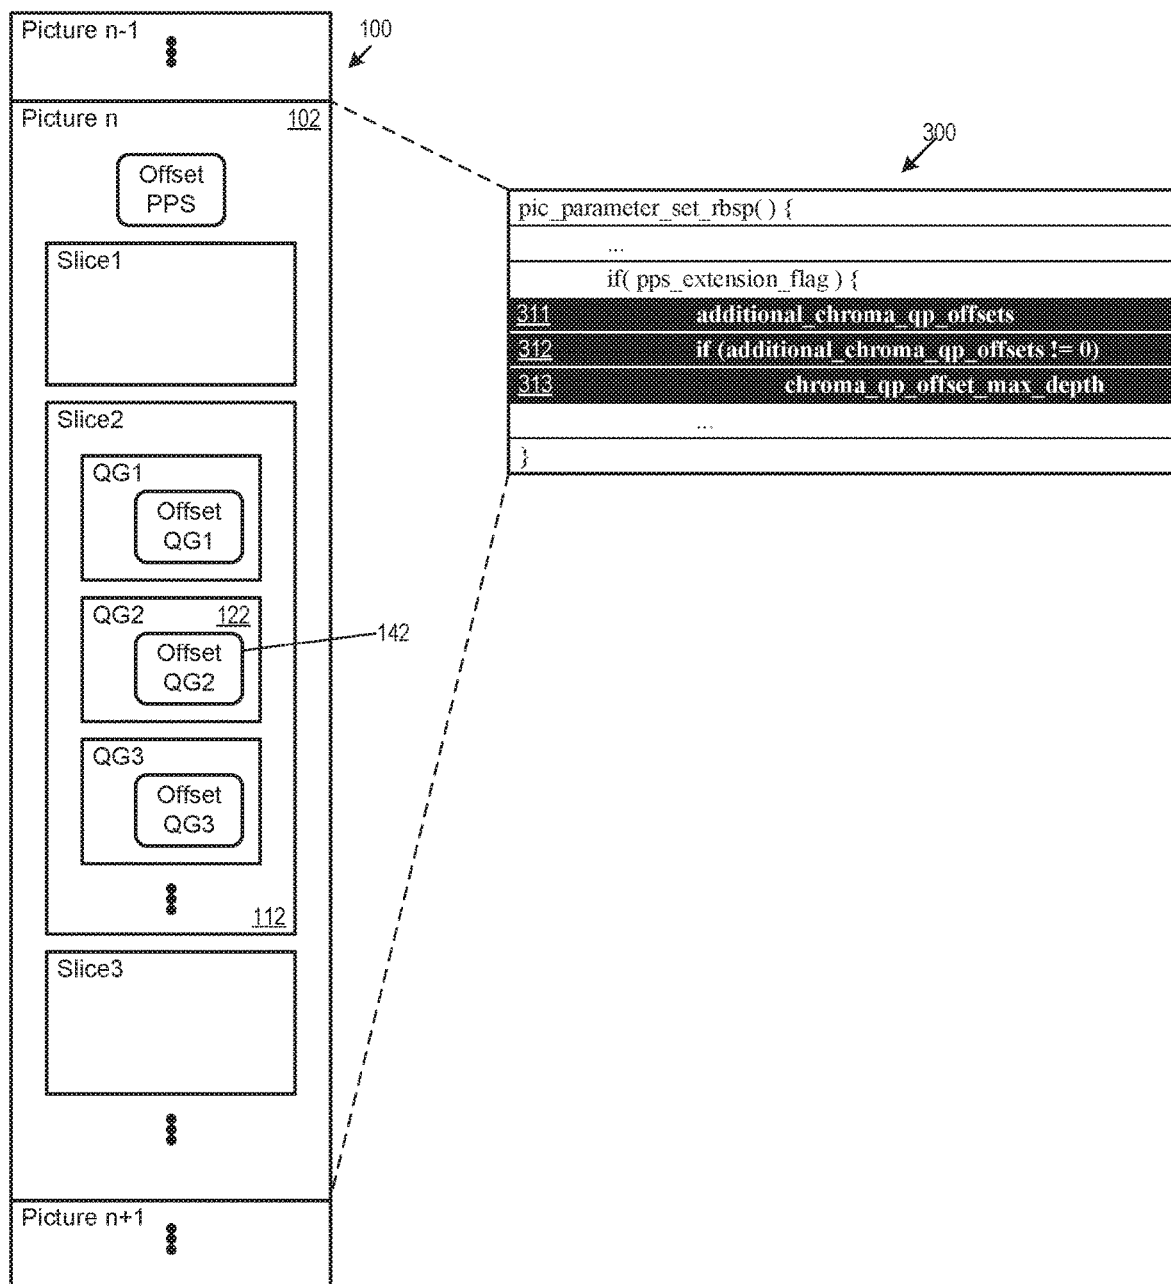 Picture n-1
100
Picture n
102
Offset
PPS
Slice1
Slice2
QG1
Offset
QG1
QG2
122
Offset
QG2
142
QG3
Offset
QG3
112
Slice3
Picture n+1
300
pic_parameter_set_rbsp( ) {
...
if( pps_extension_flag ) {
311 additional_chroma_qp_offsets
312 if (additional_chroma_qp_offsets != 0)
313 chroma_qp_offset_max_depth
...
}